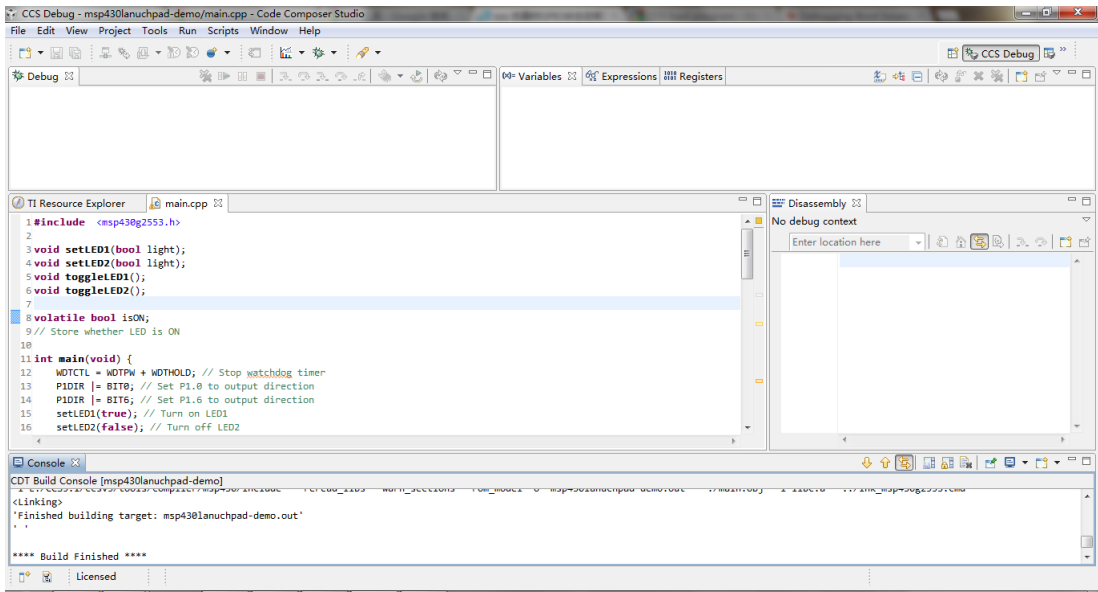 CCS Debug - msp430lanuchpad-demo/main.cpp - Code Composer Studio
File Edit View Project Tools Run Scripts Window Help
CCS Debug
Debug
Variables Expressions Registers
TI Resource Explorer main.cpp
Disassembly
No debug context
Enter location here
1 #include <msp430g2553.h>
2
3 void setLED1(bool light);
4 void setLED2(bool light);
5 void toggleLED1();
6 void toggleLED2();
7
8 volatile bool isON;
9 // Store whether LED is ON
10
11 int main(void) {
12 WDTCTL = WDTPW + WDTHOLD; // Stop watchdog timer
13 P1DIR |= BIT0; // Set P1.0 to output direction
14 P1DIR |= BIT6; // Set P1.6 to output direction
15 setLED1(true); // Turn on LED1
16 setLED2(false); // Turn off LED2
Console
CDT Build Console [msp430lanuchpad-demo]
<Linking>
'Finished building target: msp430lanuchpad-demo.out'
' '
**** Build Finished ****
Licensed